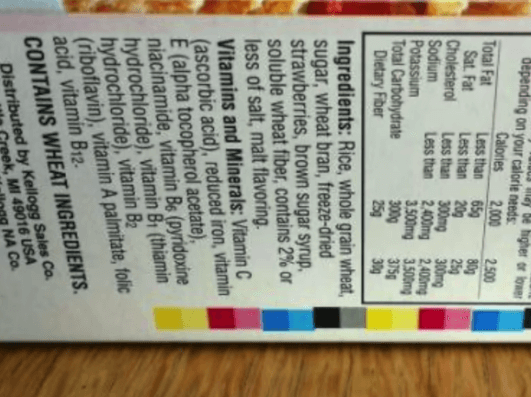 depending on your calorie needs:
Calories 2,000 2,500
Total Fat Less than 65g 80g
Sat. Fat Less than 20g 25g
Cholesterol Less than 300mg 300mg
Sodium Less than 2,400mg 2,400mg
Potassium 3,500mg 3,500mg
Total Carbohydrate 300g 375g
Dietary Fiber 25g 30g
Ingredients: Rice, whole grain wheat,
sugar, wheat bran, freeze-dried
strawberries, brown sugar syrup,
soluble wheat fiber, contains 2% or
less of salt, malt flavoring.
Vitamins and Minerals: Vitamin C
(ascorbic acid), reduced iron, vitamin
E (alpha tocopherol acetate),
niacinamide, vitamin B6 (pyridoxine
hydrochloride), vitamin B1 (thiamin
hydrochloride), vitamin B2
(riboflavin), vitamin A palmitate, folic
acid, vitamin B12.
CONTAINS WHEAT INGREDIENTS.
Distributed by Kellogg Sales Co.
Creek, MI 49016 USA
NA Co.